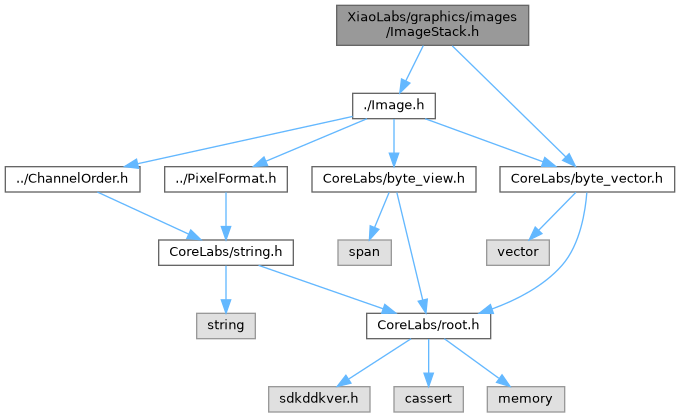 XiaoLabs/graphics/images
/ImageStack.h
./Image.h
../ChannelOrder.h
../PixelFormat.h
CoreLabs/byte_view.h
CoreLabs/byte_vector.h
CoreLabs/string.h
span
vector
string
CoreLabs/root.h
sdkddkver.h
cassert
memory